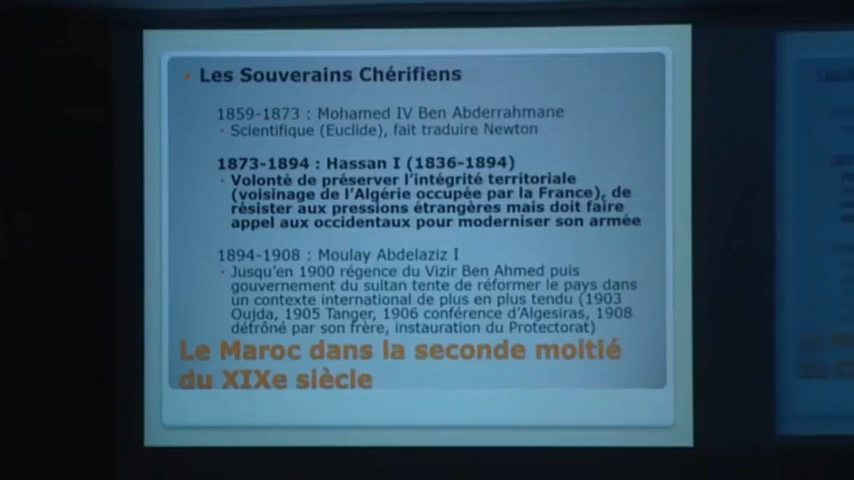 Les Souverains Chérifiens
1859-1873 : Mohamed IV Ben Abderrahmane
· Scientifique (Euclide), fait traduire Newton
1873-1894 : Hassan I (1836-1894)
· Volonté de préserver l'intégrité territoriale
(voisinage de l'Algérie occupée par la France), de
résister aux pressions étrangères mais doit faire
appel aux occidentaux pour moderniser son armée
1894-1908 : Moulay Abdelaziz I
· Jusqu'en 1900 régence du Vizir Ben Ahmed puis
gouvernement du sultan tente de réformer le pays dans
un contexte international de plus en plus tendu (1903
Oujda, 1905 Tanger, 1906 conférence d'Algesiras, 1908
détrôné par son frère, instauration du Protectorat)
Le Maroc dans la seconde moitié
du XIXe siècle